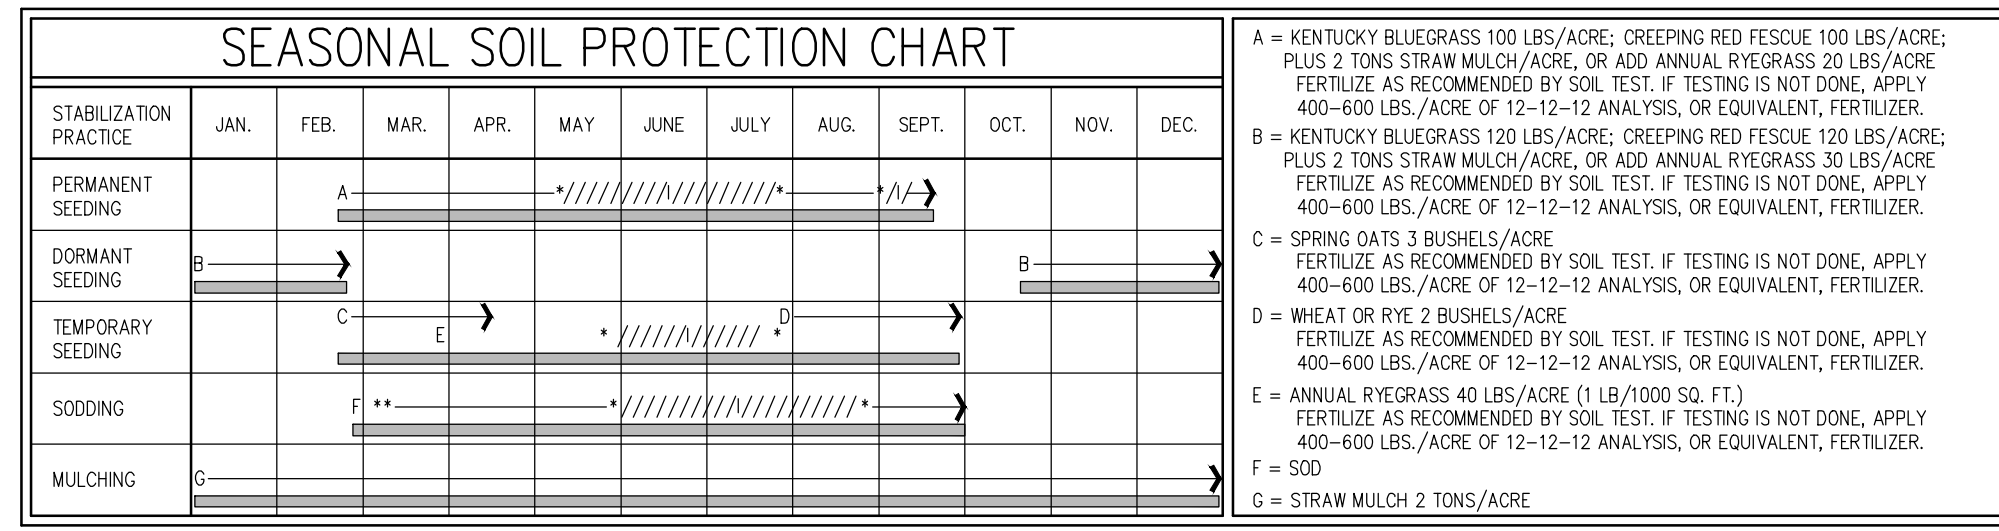 SEASONAL SOIL PROTECTION CHART
STABILIZATION
PRACTICE
JAN. FEB. MAR. APR. MAY JUNE JULY AUG. SEPT. OCT. NOV. DEC.
PERMANENT
SEEDING
A */////////////////////* */////
DORMANT
SEEDING
B B
TEMPORARY
SEEDING
C D
E * ///////////// *
SODDING
F ** *//////////////////////* 
MULCHING
G
A = KENTUCKY BLUEGRASS 100 LBS/ACRE; CREEPING RED FESCUE 100 LBS/ACRE;
PLUS 2 TONS STRAW MULCH/ACRE, OR ADD ANNUAL RYEGRASS 20 LBS/ACRE
FERTILIZE AS RECOMMENDED BY SOIL TEST. IF TESTING IS NOT DONE, APPLY
400-600 LBS./ACRE OF 12-12-12 ANALYSIS, OR EQUIVALENT, FERTILIZER.
B = KENTUCKY BLUEGRASS 120 LBS/ACRE; CREEPING RED FESCUE 120 LBS/ACRE;
PLUS 2 TONS STRAW MULCH/ACRE, OR ADD ANNUAL RYEGRASS 30 LBS/ACRE
FERTILIZE AS RECOMMENDED BY SOIL TEST. IF TESTING IS NOT DONE, APPLY
400-600 LBS./ACRE OF 12-12-12 ANALYSIS, OR EQUIVALENT, FERTILIZER.
C = SPRING OATS 3 BUSHELS/ACRE
FERTILIZE AS RECOMMENDED BY SOIL TEST. IF TESTING IS NOT DONE, APPLY
400-600 LBS./ACRE OF 12-12-12 ANALYSIS, OR EQUIVALENT, FERTILIZER.
D = WHEAT OR RYE 2 BUSHELS/ACRE
FERTILIZE AS RECOMMENDED BY SOIL TEST. IF TESTING IS NOT DONE, APPLY
400-600 LBS./ACRE OF 12-12-12 ANALYSIS, OR EQUIVALENT, FERTILIZER.
E = ANNUAL RYEGRASS 40 LBS/ACRE (1 LB/1000 SQ. FT.)
FERTILIZE AS RECOMMENDED BY SOIL TEST. IF TESTING IS NOT DONE, APPLY
400-600 LBS./ACRE OF 12-12-12 ANALYSIS, OR EQUIVALENT, FERTILIZER.
F = SOD
G = STRAW MULCH 2 TONS/ACRE